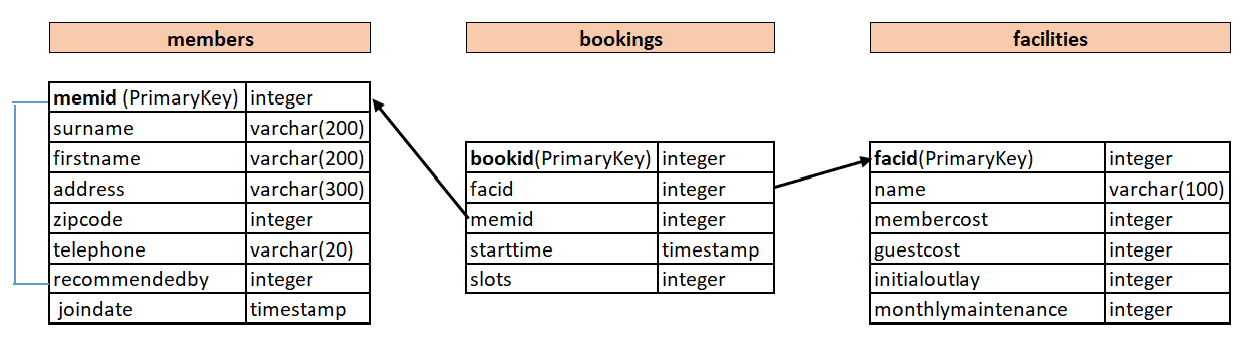 members
memid (PrimaryKey) integer
surname varchar(200)
firstname varchar(200)
address varchar(300)
zipcode integer
telephone varchar(20)
recommendedby integer
joindate timestamp
bookings
bookid(PrimaryKey) integer
facid integer
memid integer
starttime timestamp
slots integer
facilities
facid(PrimaryKey) integer
name varchar(100)
membercost integer
guestcost integer
initialoutlay integer
monthlymaintenance integer